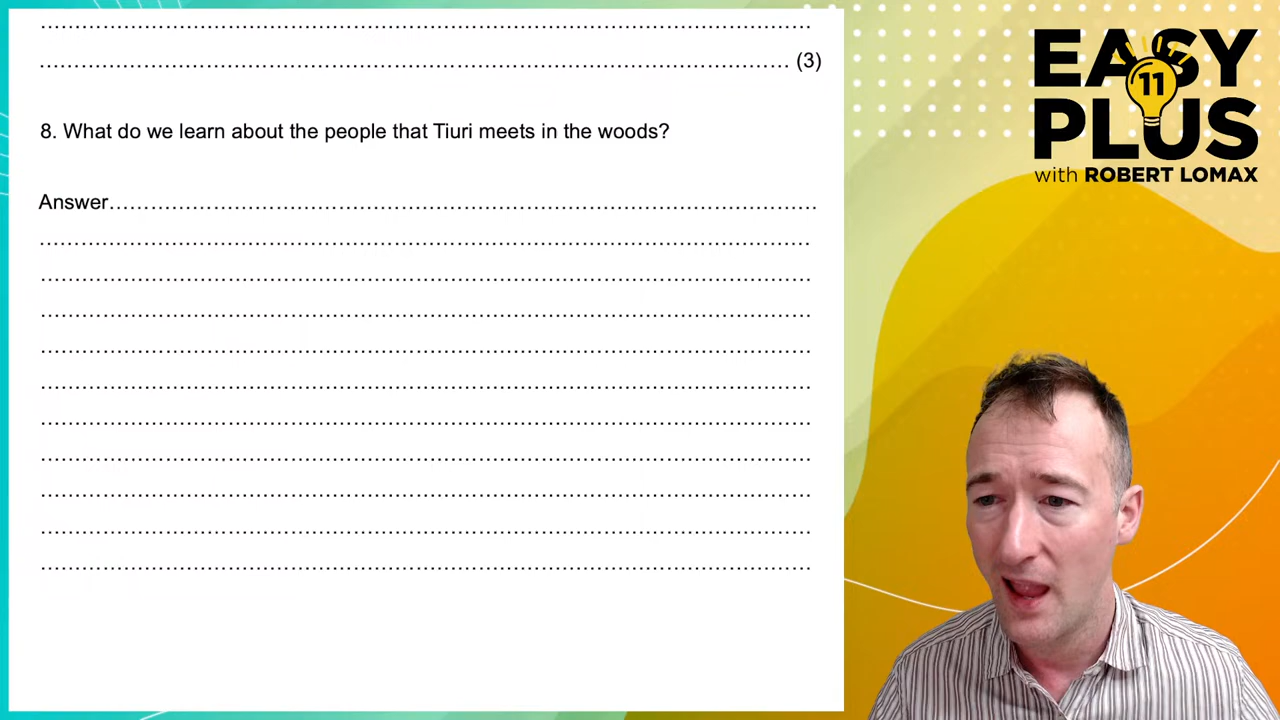 (3)
8. What do we learn about the people that Tiuri meets in the woods?
Answer
EASY
11
PLUS
with ROBERT LOMAX